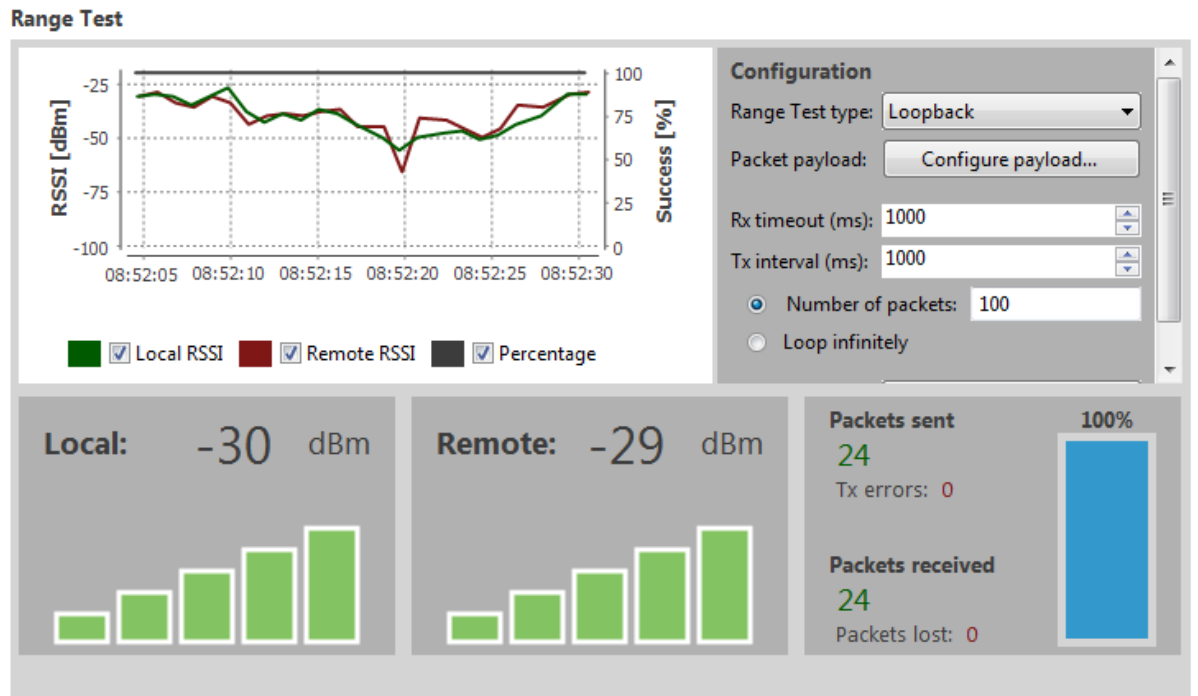 Range Test
-25
-50
-75
-100
RSSI [dBm]
100
75
50
25
0
Success [%]
08:52:05 08:52:10 08:52:15 08:52:20 08:52:25 08:52:30
Local RSSI Remote RSSI Percentage
Configuration
Range Test type: Loopback
Packet payload: Configure payload...
Rx timeout (ms): 1000
Tx interval (ms): 1000
Number of packets: 100
Loop infinitely
Local: -30 dBm
Remote: -29 dBm
Packets sent 100%
24
Tx errors: 0
Packets received
24
Packets lost: 0